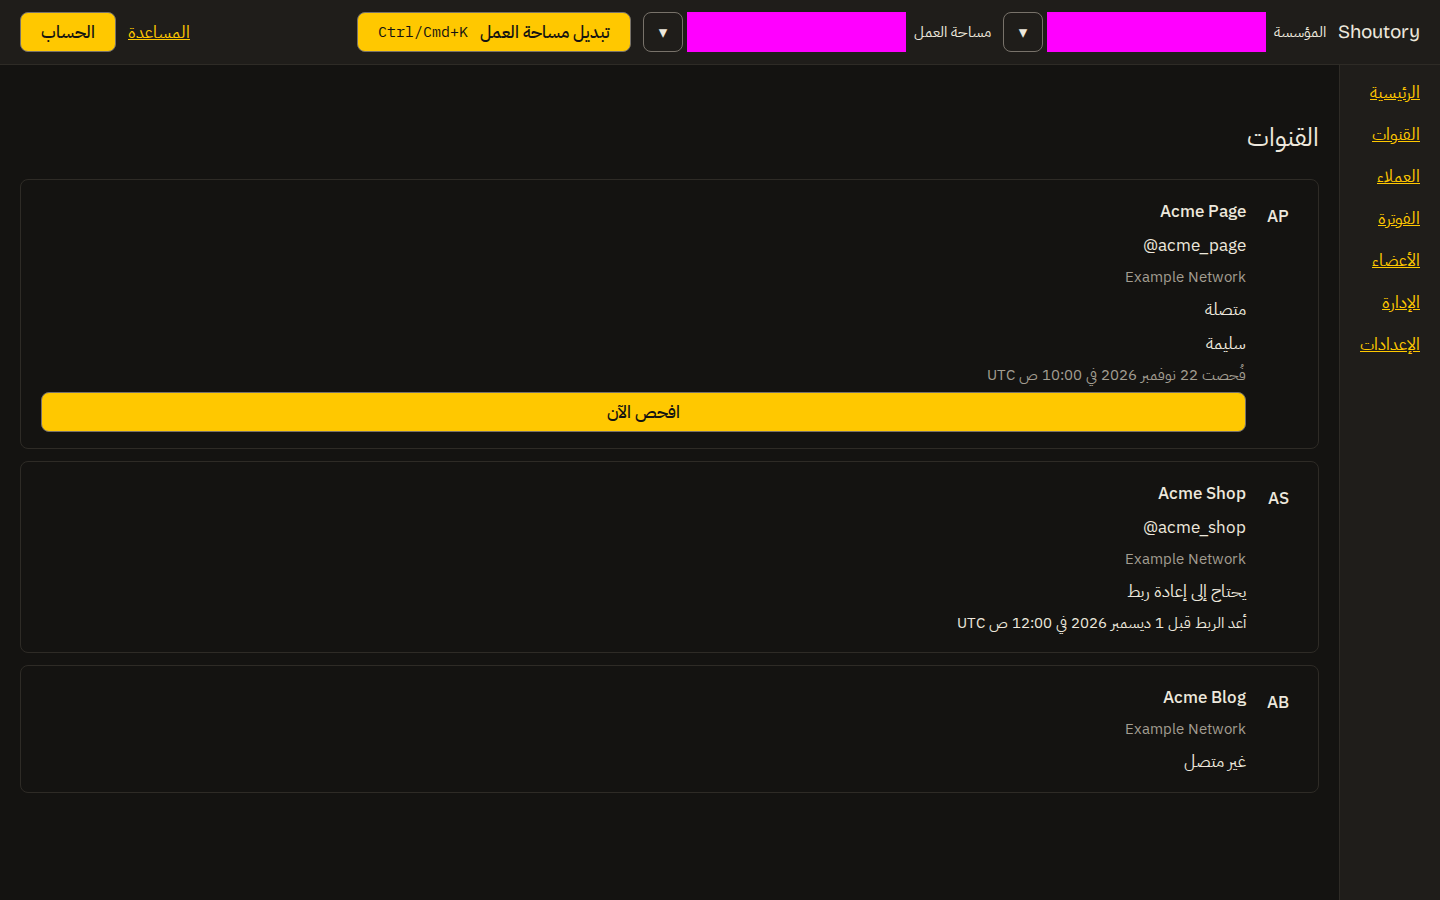 Shoutory
المؤسسة
▼
مساحة العمل
▼
تبديل مساحة العمل Ctrl/Cmd+K
المساعدة
الحساب
الرئيسية
القنوات
العملاء
الفوترة
الأعضاء
الإدارة
الإعدادات
القنوات
AP
Acme Page
@acme_page
Example Network
متصلة
سليمة
فُحصت 22 نوفمبر 2026 في 10:00 ص UTC
افحص الآن
AS
Acme Shop
@acme_shop
Example Network
يحتاج إلى إعادة ربط
أعد الربط قبل 1 ديسمبر 2026 في 12:00 ص UTC
AB
Acme Blog
Example Network
غير متصل